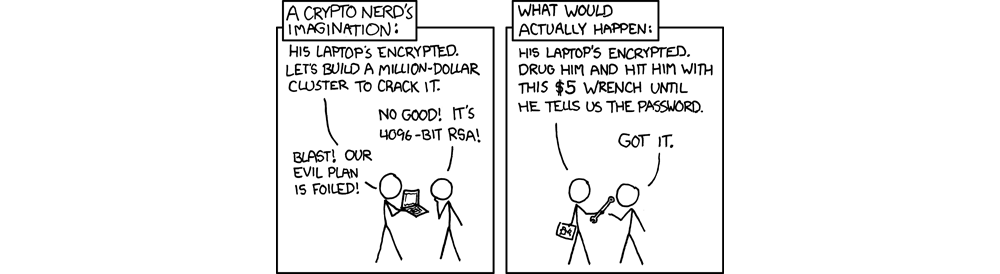 A CRYPTO NERD'S
IMAGINATION:
HIS LAPTOP'S ENCRYPTED.
LET'S BUILD A MILLION-DOLLAR
CLUSTER TO CRACK IT.
NO GOOD! IT'S
4096-BIT RSA!
BLAST! OUR
EVIL PLAN
IS FOILED!
WHAT WOULD
ACTUALLY HAPPEN:
HIS LAPTOP'S ENCRYPTED.
DRUG HIM AND HIT HIM WITH
THIS $5 WRENCH UNTIL
HE TELLS US THE PASSWORD.
GOT IT.